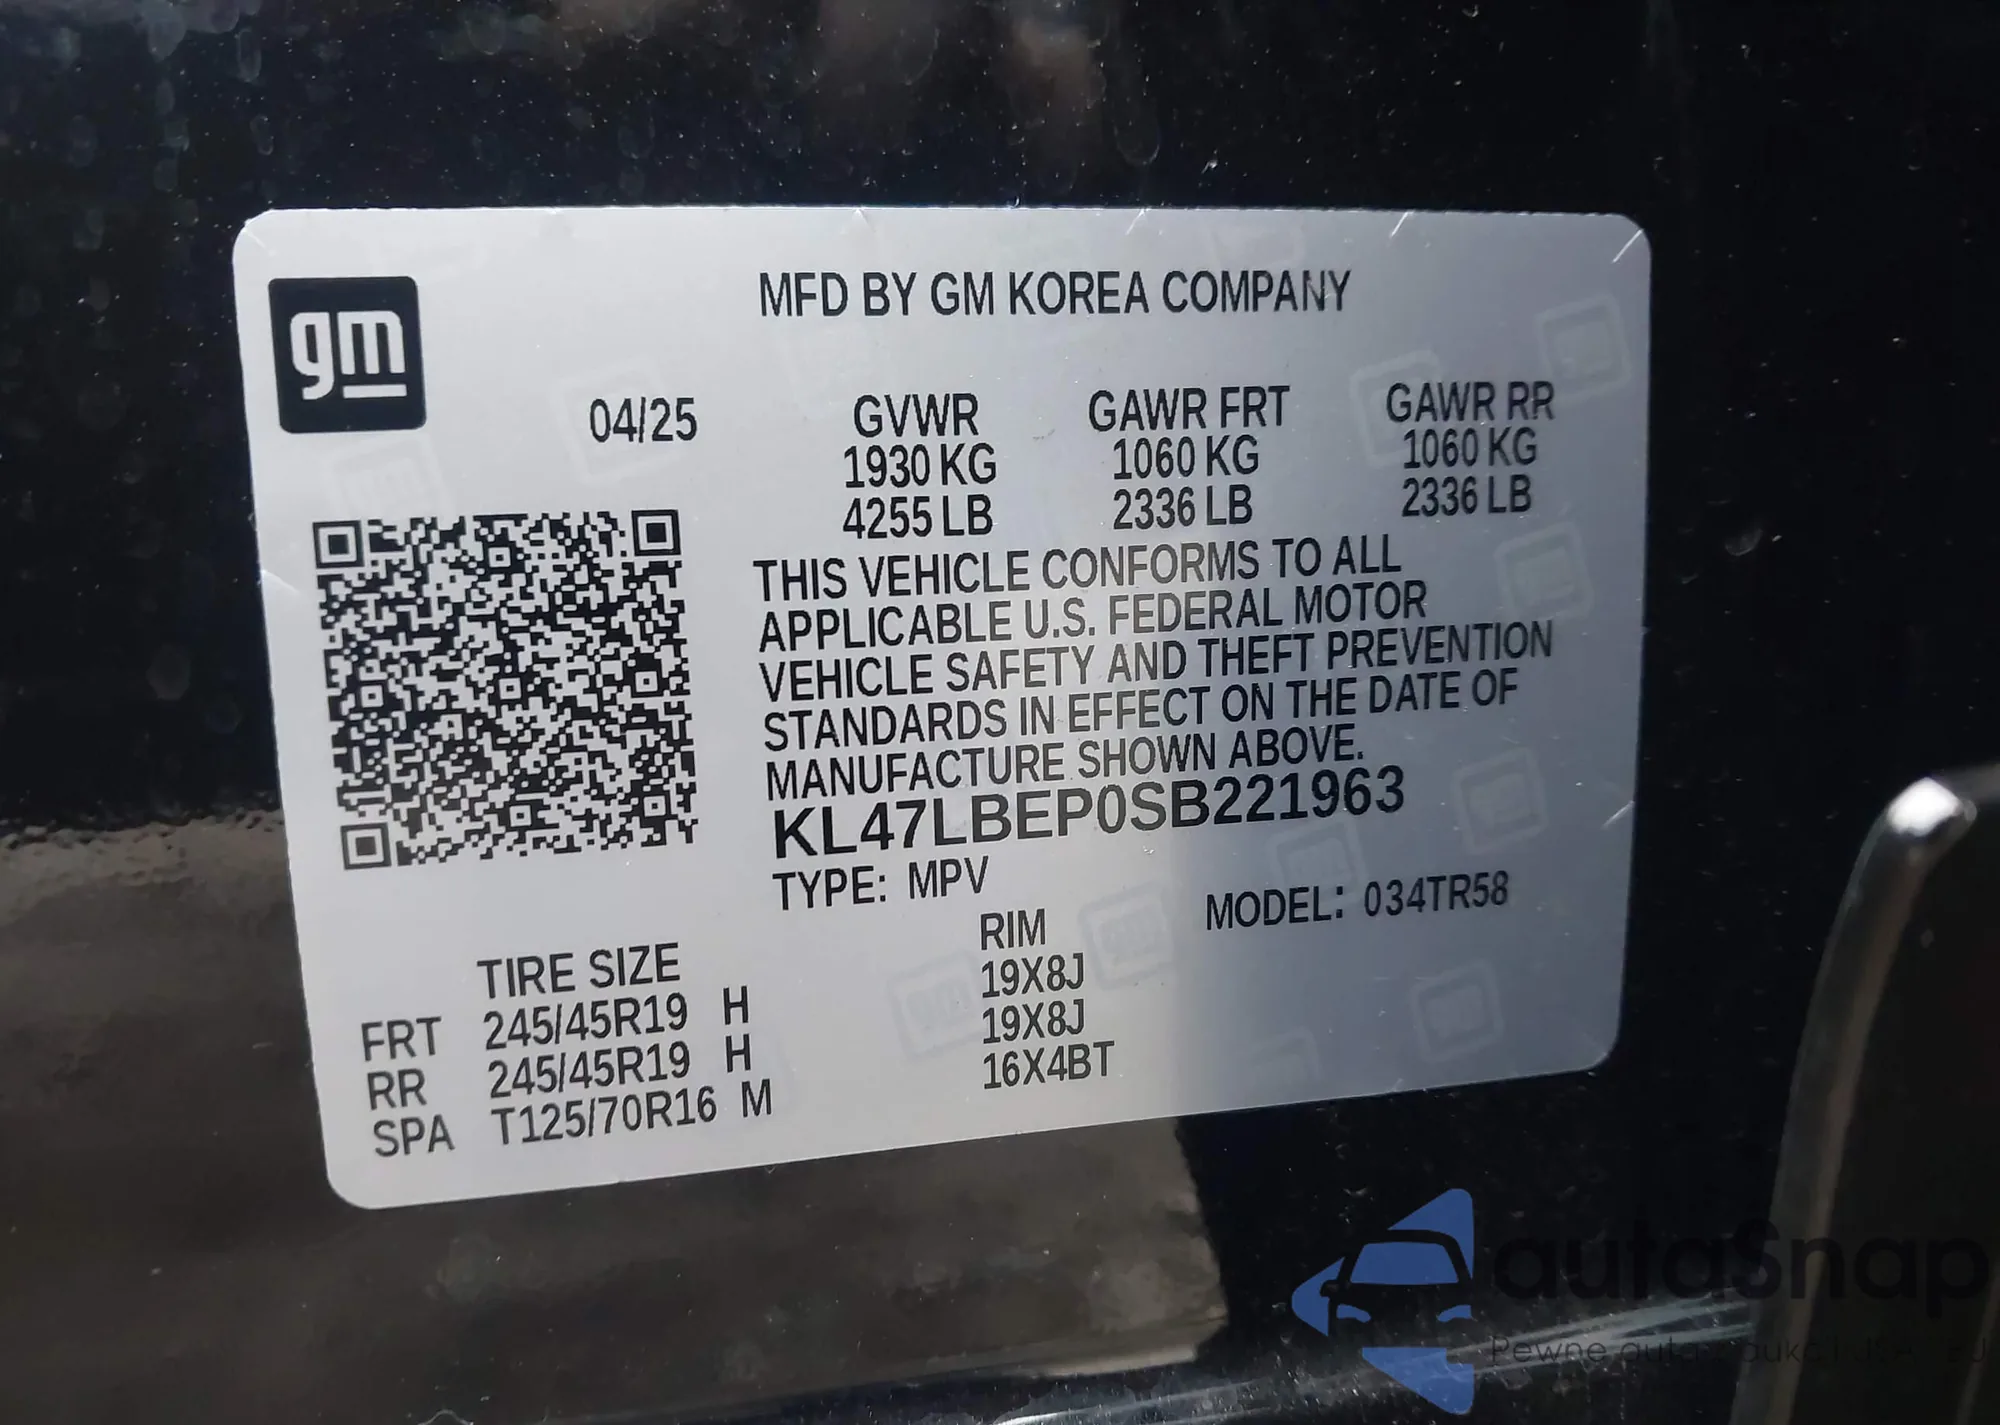 gm
MFD BY GM KOREA COMPANY
04/25
GVWR GAWR FRT GAWR RR
1930 KG 1060 KG 1060 KG
4255 LB 2336 LB 2336 LB
THIS VEHICLE CONFORMS TO ALL
APPLICABLE U.S. FEDERAL MOTOR
VEHICLE SAFETY AND THEFT PREVENTION
STANDARDS IN EFFECT ON THE DATE OF
MANUFACTURE SHOWN ABOVE.
KL47LBEP0SB221963
TYPE: MPV MODEL: 034TR58
TIRE SIZE RIM
FRT 245/45R19 H 19X8J
RR 245/45R19 H 19X8J
SPA T125/70R16 M 16X4BT
autaSnap
Pewne auta